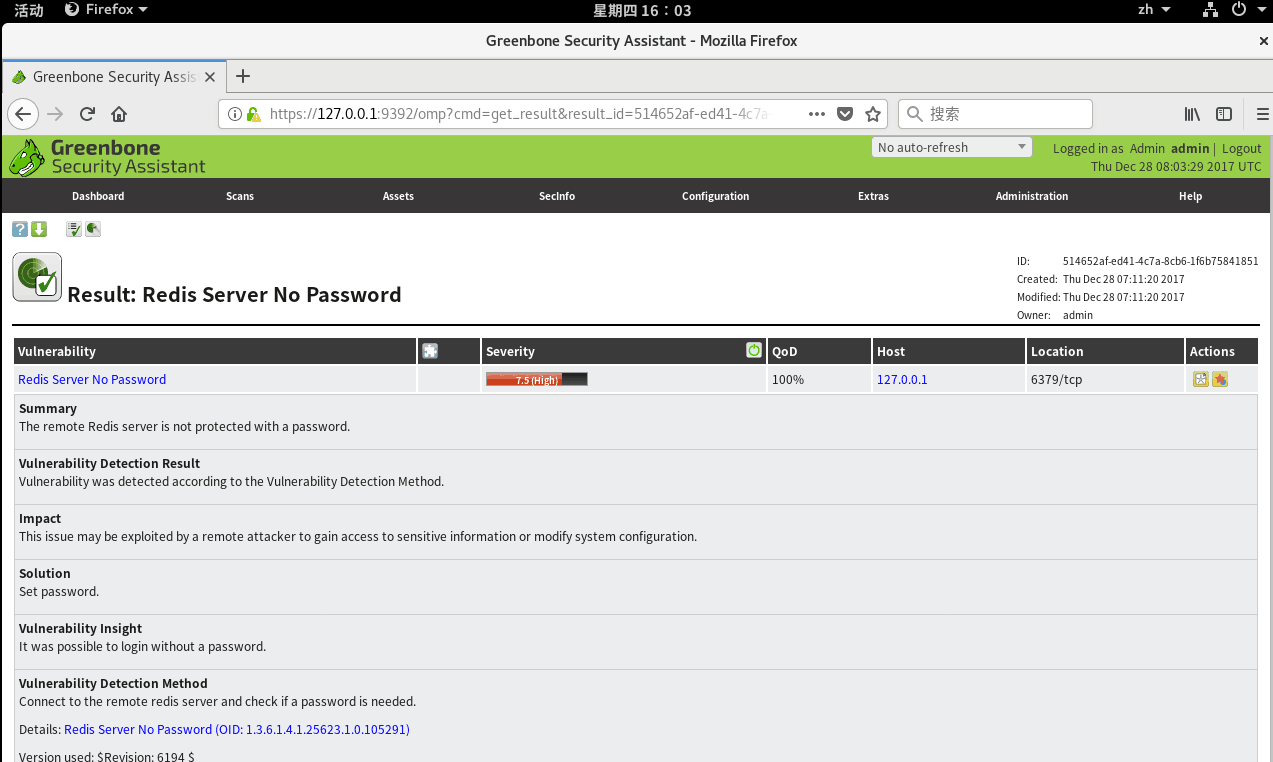 活动 Firefox 星期四 16：03 zh
Greenbone Security Assistant - Mozilla Firefox
Greenbone Security Assis
https://127.0.0.1:9392/omp?cmd=get_result&result_id=514652af-ed41-4c7a- 搜索
Greenbone
Security Assistant
No auto-refresh
Logged in as Admin admin | Logout
Thu Dec 28 08:03:29 2017 UTC
Dashboard Scans Assets SecInfo Configuration Extras Administration Help
Result: Redis Server No Password
ID: 514652af-ed41-4c7a-8cb6-1f6b75841851
Created: Thu Dec 28 07:11:20 2017
Modified: Thu Dec 28 07:11:20 2017
Owner: admin
Vulnerability Severity QoD Host Location Actions
Redis Server No Password 7.5 (High) 100% 127.0.0.1 6379/tcp
Summary
The remote Redis server is not protected with a password.
Vulnerability Detection Result
Vulnerability was detected according to the Vulnerability Detection Method.
Impact
This issue may be exploited by a remote attacker to gain access to sensitive information or modify system configuration.
Solution
Set password.
Vulnerability Insight
It was possible to login without a password.
Vulnerability Detection Method
Connect to the remote redis server and check if a password is needed.
Details: Redis Server No Password (OID: 1.3.6.1.4.1.25623.1.0.105291)
Version used: $Revision: 6194 $